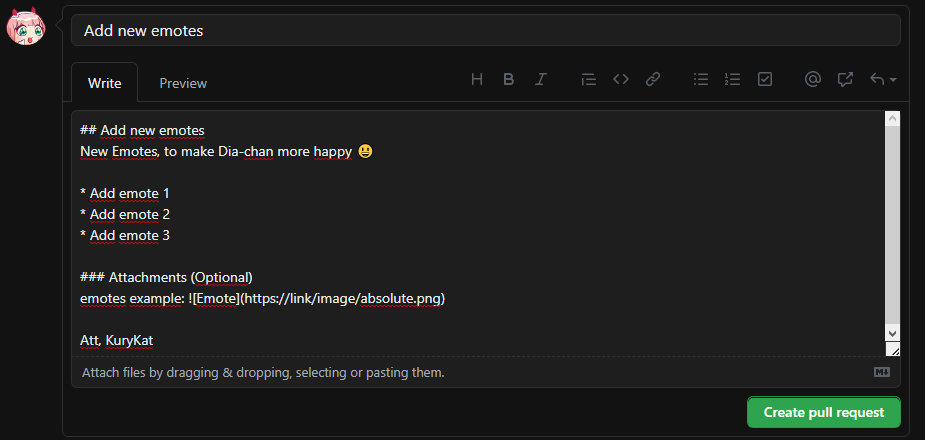 Add new emotes
Write Preview
## Add new emotes
New Emotes, to make Dia-chan more happy 😃
* Add emote 1
* Add emote 2
* Add emote 3
### Attachments (Optional)
emotes example: ![Emote](https://link/image/absolute.png)
Att, KuryKat
Attach files by dragging & dropping, selecting or pasting them.
Create pull request